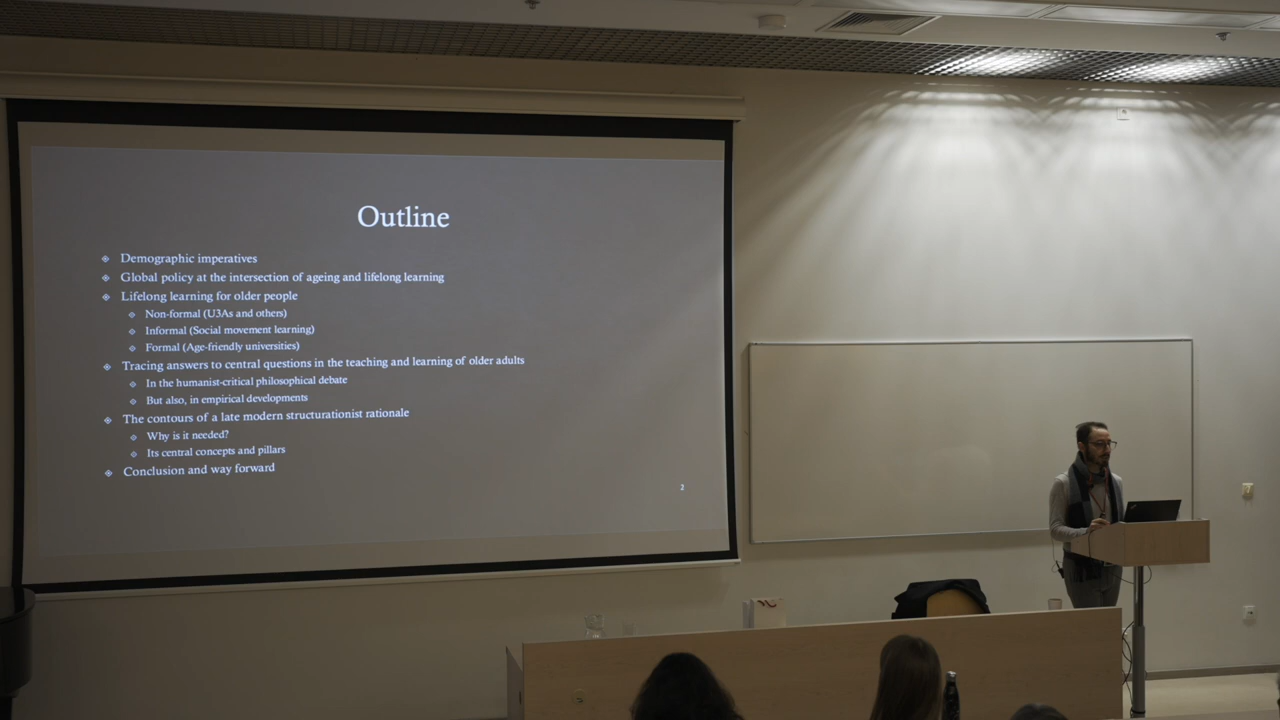 Outline
Demographic imperatives
Global policy at the intersection of ageing and lifelong learning
Lifelong learning for older people
Non-formal (U3As and others)
Informal (Social movement learning)
Formal (Age-friendly universities)
Tracing answers to central questions in the teaching and learning of older adults
In the humanist-critical philosophical debate
But also, in empirical developments
The contours of a late modern structurationist rationale
Why is it needed?
Its central concepts and pillars
Conclusion and way forward
2